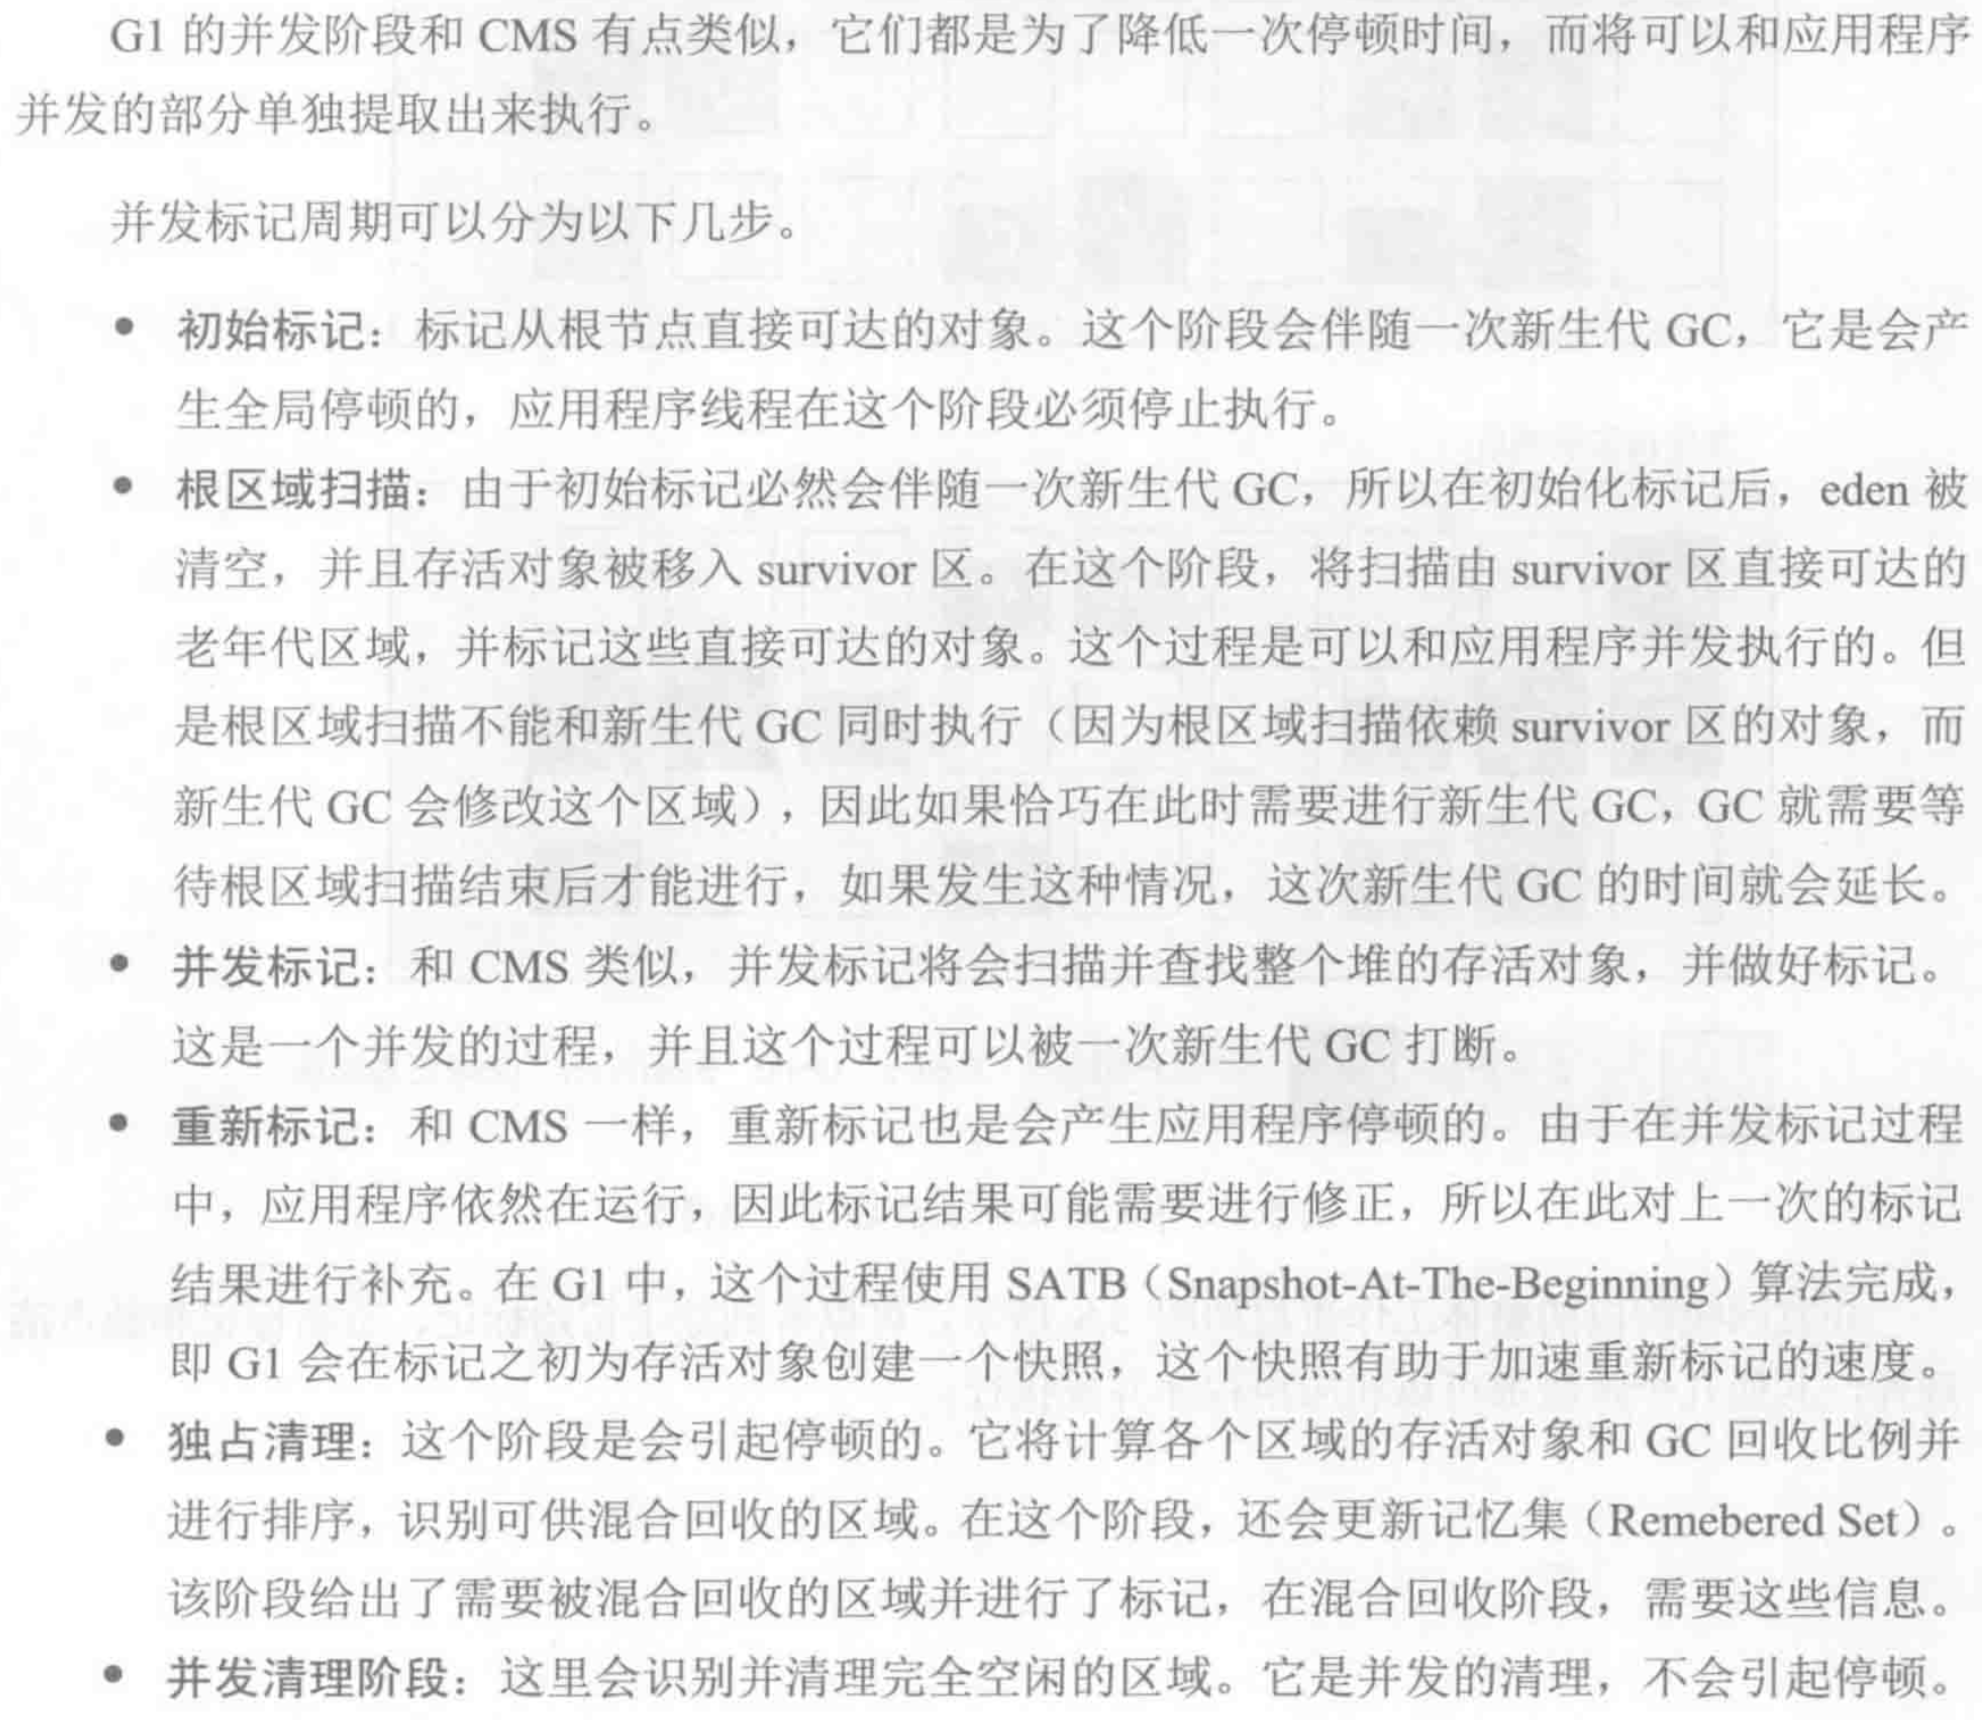 G1 的并发阶段和 CMS 有点类似，它们都是为了降低一次停顿时间，而将可以和应用程序
并发的部分单独提取出来执行。
并发标记周期可以分为以下几步。
● 初始标记：标记从根节点直接可达的对象。这个阶段会伴随一次新生代 GC，它是会产
生全局停顿的，应用程序线程在这个阶段必须停止执行。
● 根区域扫描：由于初始标记必然会伴随一次新生代 GC，所以在初始化标记后，eden 被
清空，并且存活对象被移入 survivor 区。在这个阶段，将扫描由 survivor 区直接可达的
老年代区域，并标记这些直接可达的对象。这个过程是可以和应用程序并发执行的。但
是根区域扫描不能和新生代 GC 同时执行（因为根区域扫描依赖 survivor 区的对象，而
新生代 GC 会修改这个区域），因此如果恰巧在此时需要进行新生代 GC，GC 就需要等
待根区域扫描结束后才能进行，如果发生这种情况，这次新生代 GC 的时间就会延长。
● 并发标记：和 CMS 类似，并发标记将会扫描并查找整个堆的存活对象，并做好标记。
这是一个并发的过程，并且这个过程可以被一次新生代 GC 打断。
● 重新标记：和 CMS 一样，重新标记也是会产生应用程序停顿的。由于在并发标记过程
中，应用程序依然在运行，因此标记结果可能需要进行修正，所以在此对上一次的标记
结果进行补充。在 G1 中，这个过程使用 SATB（Snapshot-At-The-Beginning）算法完成，
即 G1 会在标记之初为存活对象创建一个快照，这个快照有助于加速重新标记的速度。
● 独占清理：这个阶段是会引起停顿的。它将计算各个区域的存活对象和 GC 回收比例并
进行排序，识别可供混合回收的区域。在这个阶段，还会更新记忆集（Remebered Set）。
该阶段给出了需要被混合回收的区域并进行了标记，在混合回收阶段，需要这些信息。
● 并发清理阶段：这里会识别并清理完全空闲的区域。它是并发的清理，不会引起停顿。